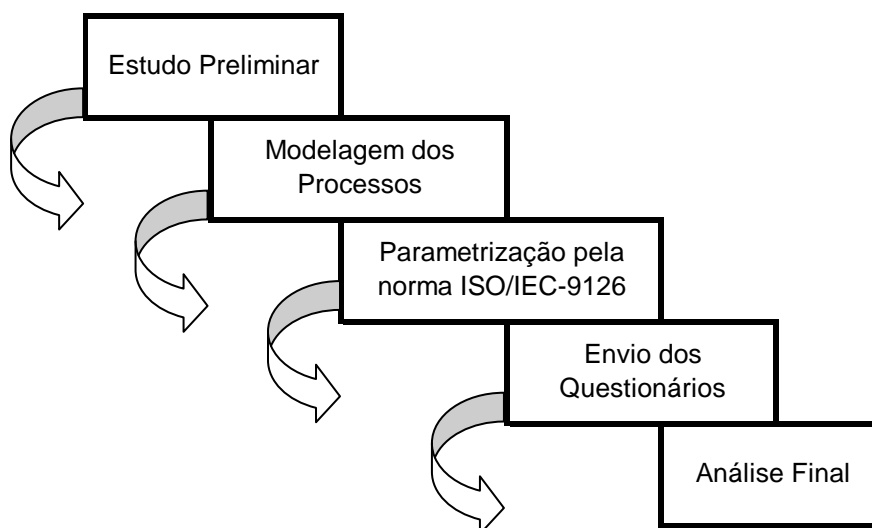 Estudo Preliminar
Modelagem dos
Processos
Parametrização pela
norma ISO/IEC-9126
Envio dos
Questionários
Análise Final